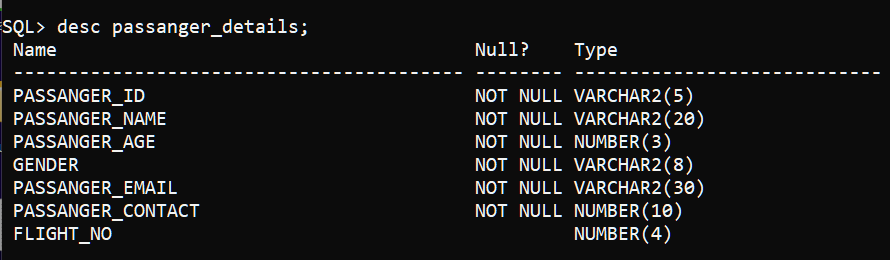 SQL> desc passanger_details;
Name Null? Type
----------------------------------------- -------- ----------------------------
PASSANGER_ID NOT NULL VARCHAR2(5)
PASSANGER_NAME NOT NULL VARCHAR2(20)
PASSANGER_AGE NOT NULL NUMBER(3)
GENDER NOT NULL VARCHAR2(8)
PASSANGER_EMAIL NOT NULL VARCHAR2(30)
PASSANGER_CONTACT NOT NULL NUMBER(10)
FLIGHT_NO NUMBER(4)